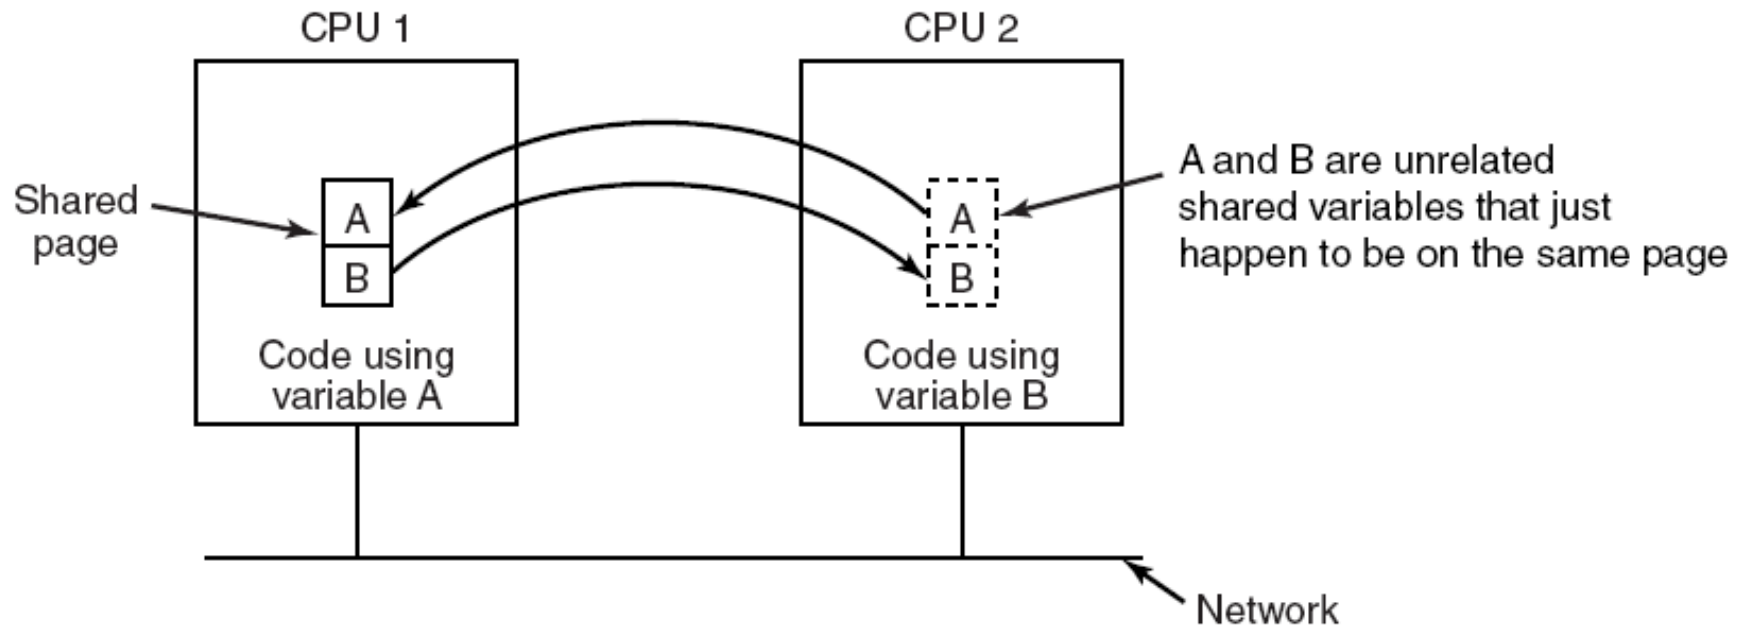 CPU 1
CPU 2
Shared
page
A
B
A
B
A and B are unrelated
shared variables that just
happen to be on the same page
Code using
variable A
Code using
variable B
Network